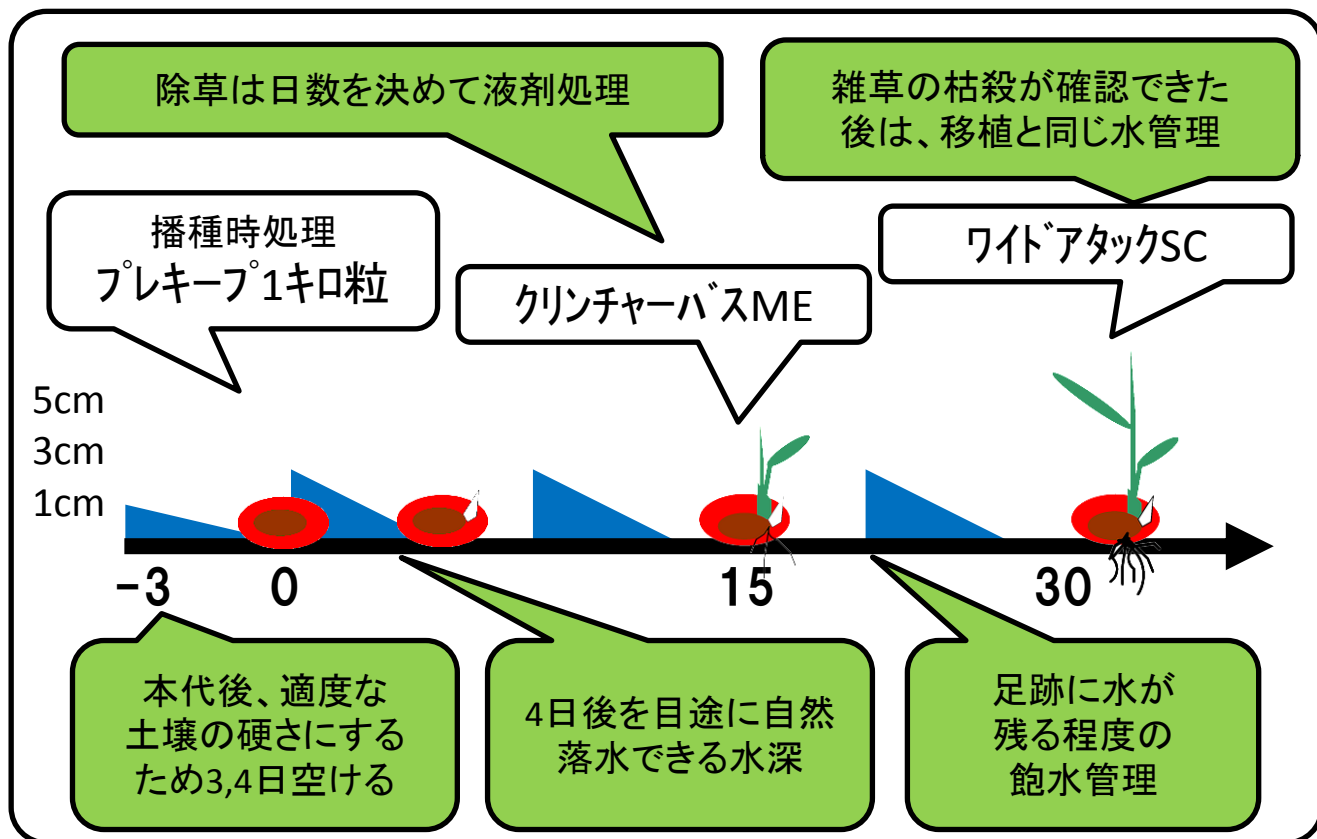 除草は日数を決めて液剤処理
雑草の枯殺が確認できた
後は、移植と同じ水管理
播種時処理
プレキープ1キロ粒
クリンチャーバスME
ワイドアタックSC
5cm
3cm
1cm
-3
0
15
30
本代後、適度な
土壌の硬さにする
ため3,4日空ける
4日後を目途に自然
落水できる水深
足跡に水が
残る程度の
飽水管理